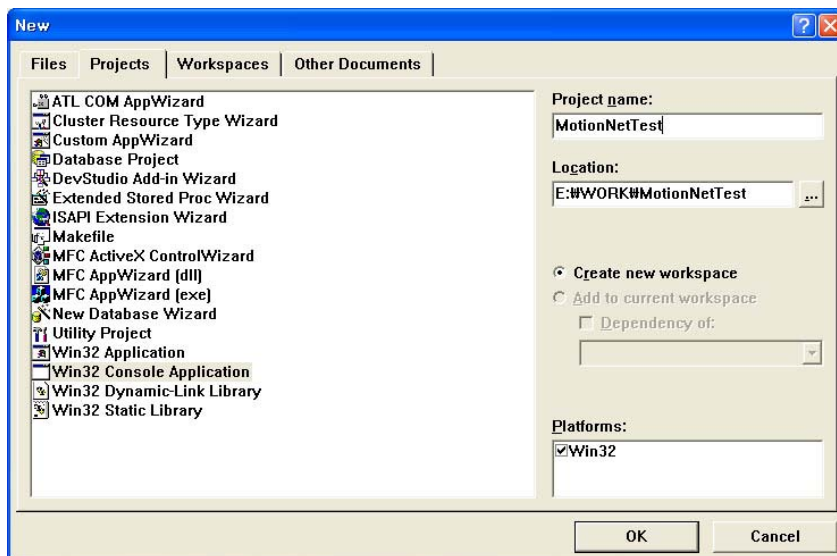 New
Files
Projects
Workspaces
Other Documents
ATL COM AppWizard
Cluster Resource Type Wizard
Custom AppWizard
Database Project
DevStudio Add-in Wizard
Extended Stored Proc Wizard
ISAPI Extension Wizard
Makefile
MFC ActiveX ControlWizard
MFC AppWizard (dll)
MFC AppWizard (exe)
New Database Wizard
Utility Project
Win32 Application
Win32 Console Application
Win32 Dynamic-Link Library
Win32 Static Library
Project name:
MotionNetTest
Location:
E:₩WORK₩MotionNetTest
...
Create new workspace
Add to current workspace
Dependency of:
Platforms:
Win32
OK
Cancel